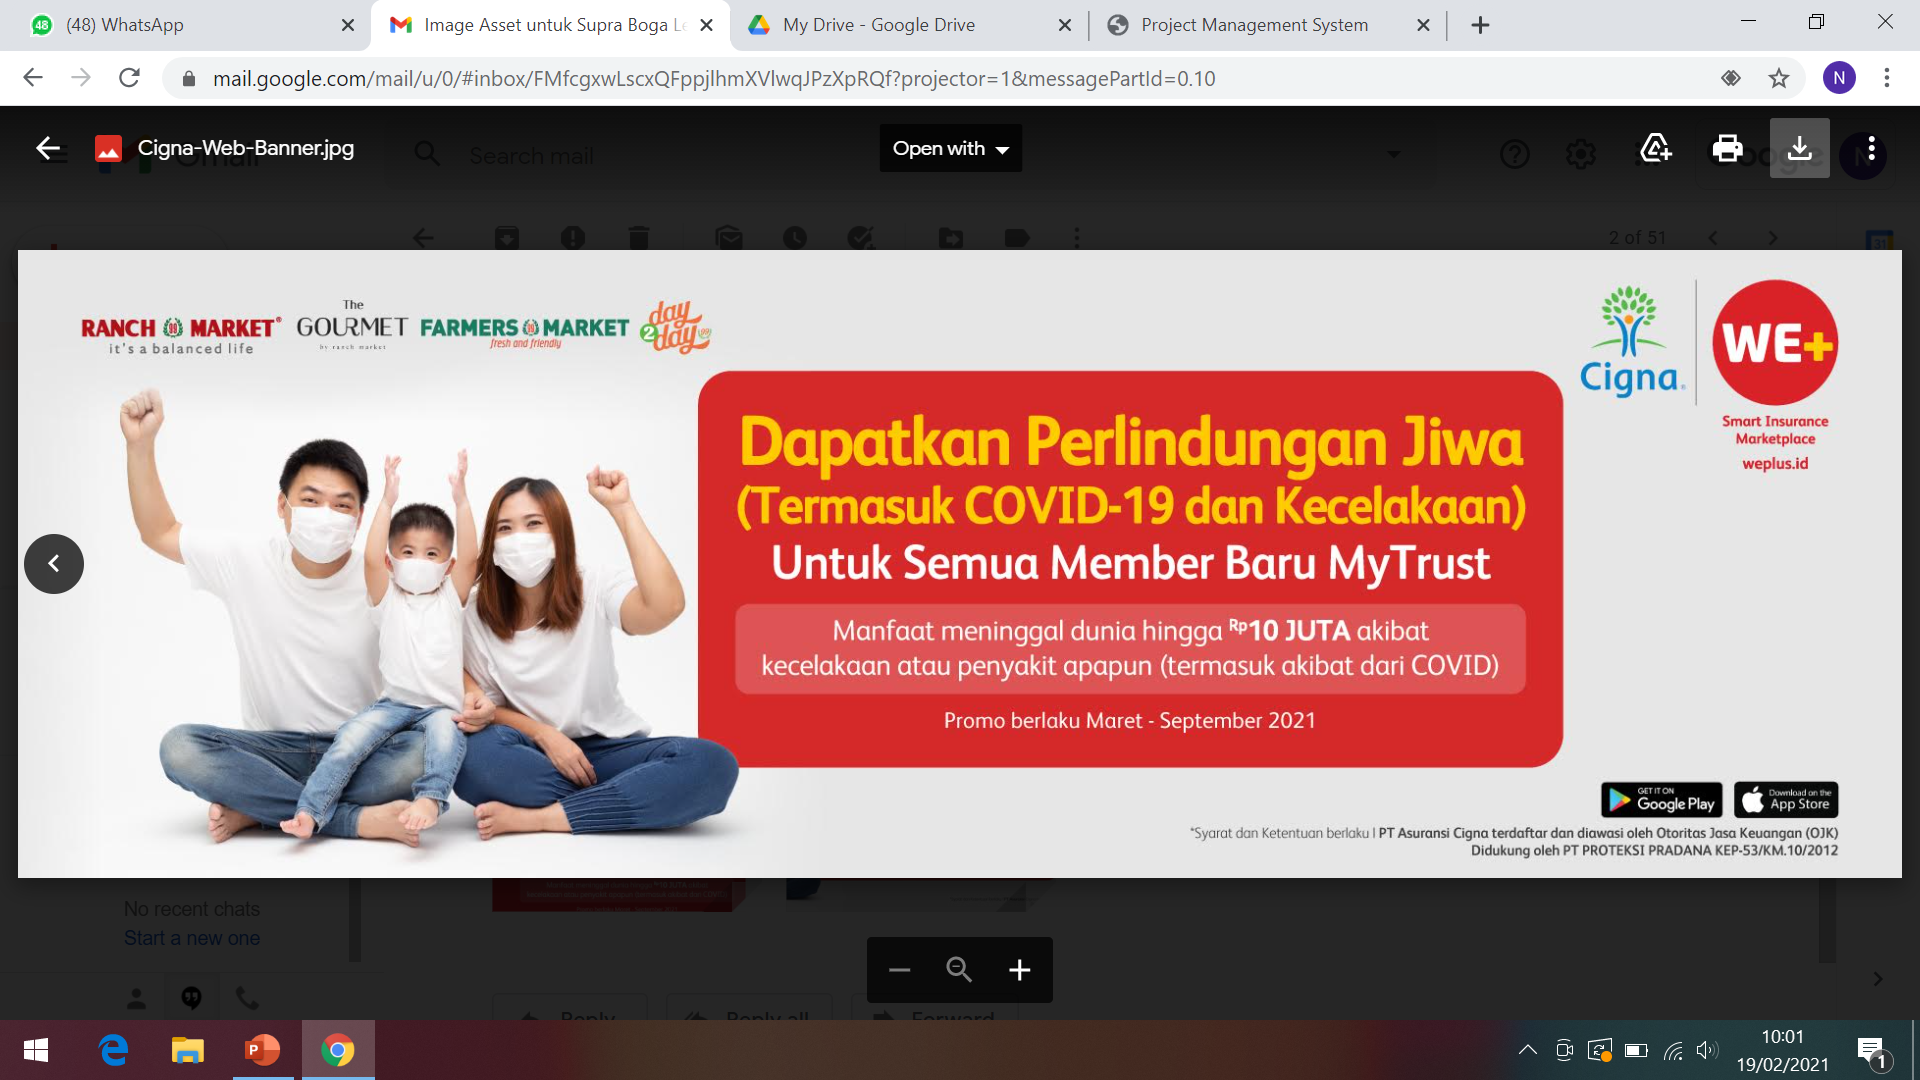 (48) WhatsApp
Image Asset untuk Supra Boga Le
My Drive - Google Drive
Project Management System
mail.google.com/mail/u/0/#inbox/FMfcgxwLscxQFppjlhmXVlwqJPzXpRQf?projector=1&messagePartId=0.10
N
Cigna-Web-Banner.jpg
Search mail
Open with
2 of 51
RANCH 99 MARKET
it's a balanced life
The
GOURMET
by ranch market
FARMERS 99 MARKET
fresh and friendly
day
2day
Cigna
WE+
Smart Insurance
Marketplace
weplus.id
Dapatkan Perlindungan Jiwa
(Termasuk COVID-19 dan Kecelakaan)
Untuk Semua Member Baru MyTrust
Manfaat meninggal dunia hingga Rp10 JUTA akibat
kecelakaan atau penyakit apapun (termasuk akibat dari COVID)
Promo berlaku Maret - September 2021
GET IT ON
Google Play
Download on the
App Store
*Syarat dan Ketentuan berlaku | PT Asuransi Cigna terdaftar dan diawasi oleh Otoritas Jasa Keuangan (OJK)
Didukung oleh PT PROTEKSI PRADANA KEP-53/KM.10/2012
No recent chats
Start a new one
Reply
Reply all
Forward
10:01
19/02/2021
1